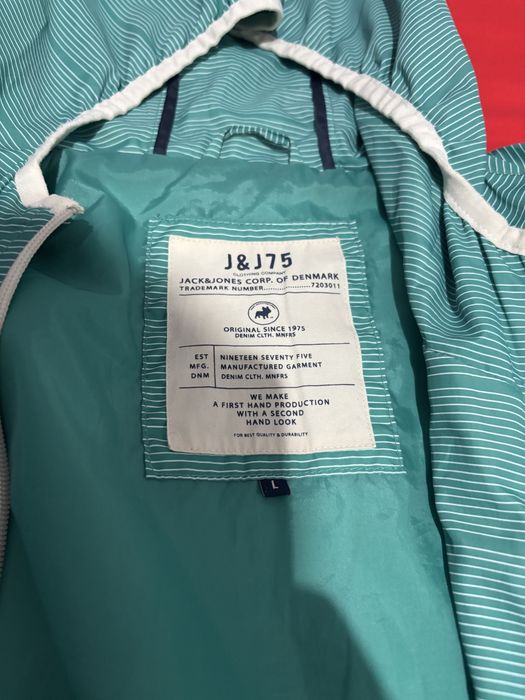 J&J75
CLOTHING COMPANY
JACK&JONES CORP. OF DENMARK
TRADEMARK NUMBER....................7203011
ORIGINAL SINCE 1975
DENIM CLTH. MNFRS
EST NINETEEN SEVENTY FIVE
MFG. MANUFACTURED GARMENT
DNM DENIM CLTH. MNFRS
WE MAKE
A FIRST HAND PRODUCTION
WITH A SECOND
HAND LOOK
FOR BEST QUALITY & DURABILITY
L